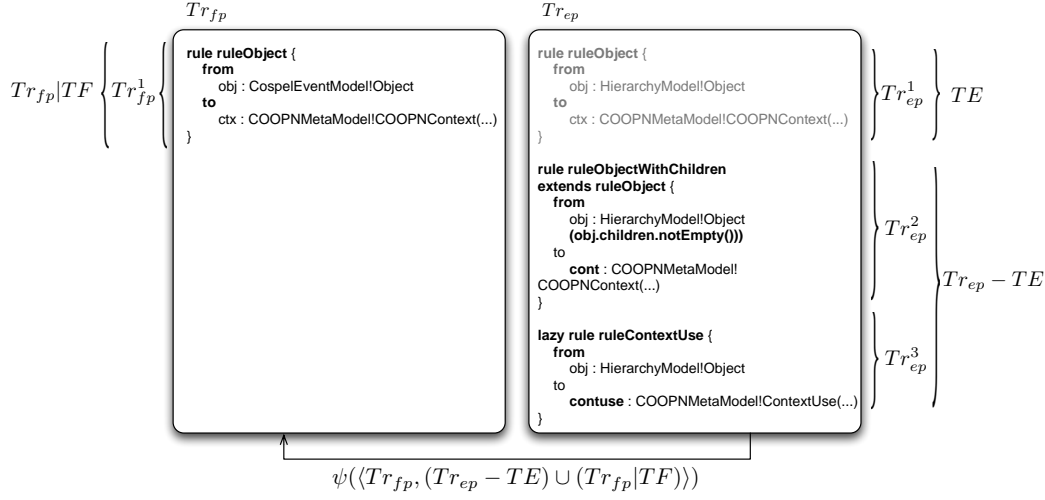 Tr_{fp}
Tr_{ep}
rule ruleObject {
from
obj : CospelEventModel!Object
to
ctx : COOPNMetaModel!COOPNContext(...)
}
Tr_{fp}|TF
Tr^1_{fp}
rule ruleObject {
from
obj : HierarchyModel!Object
to
ctx : COOPNMetaModel!COOPNContext(...)
}
Tr^1_{ep}
TE
rule ruleObjectWithChildren
extends ruleObject {
from
obj : HierarchyModel!Object
(obj.children.notEmpty()))
to
cont : COOPNMetaModel!
COOPNContext(...)
}
Tr^2_{ep}
Tr_{ep} − TE
lazy rule ruleContextUse {
from
obj : HierarchyModel!Object
to
contuse : COOPNMetaModel!ContextUse(...)
}
Tr^3_{ep}
ψ(⟨Tr_{fp}, (Tr_{ep} − TE) ∪ (Tr_{fp}|TF)⟩)